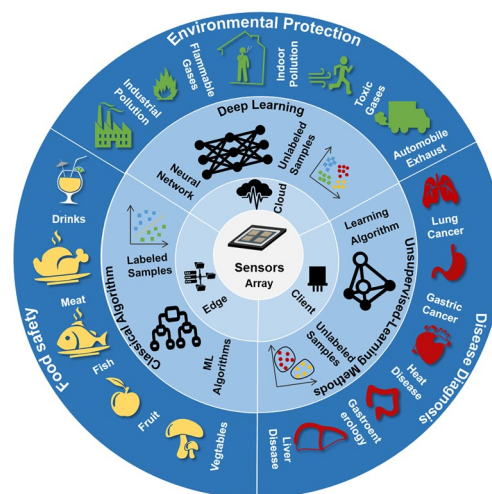 Environmental Protection
Industrial
Pollution
Flammable
Gases
Indoor
Pollution
Toxic
Gases
Automobile
Exhaust
Deep Learning
Neural
Network
Unlabeled
Samples
Cloud
Sensors
Array
Edge
Client
Classical Algorithm
Labeled
Samples
ML
Algorithms
Unsupervised-Learning Methods
Learning
Algorithm
Unlabeled
Samples
Food safety
Drinks
Meat
Fish
Fruit
Vegtables
Disease Diagnosis
Lung
Cancer
Gastric
Cancer
Heat
Disease
Gastroent
erology
Liver
Disease